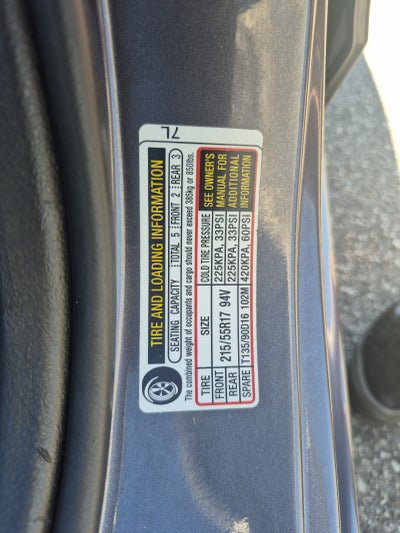 7L
TIRE AND LOADING INFORMATION
SEATING CAPACITY TOTAL 5 FRONT 2 REAR 3
The combined weight of occupants and cargo should never exceed 385kg or 850lbs.
TIRE SIZE COLD TIRE PRESSURE
FRONT 215/55R17 94V 225KPA, 33PSI
REAR 225KPA, 33PSI
SPARE T135/90D16 102M 420KPA, 60PSI
SEE OWNER'S
MANUAL FOR
ADDITIONAL
INFORMATION